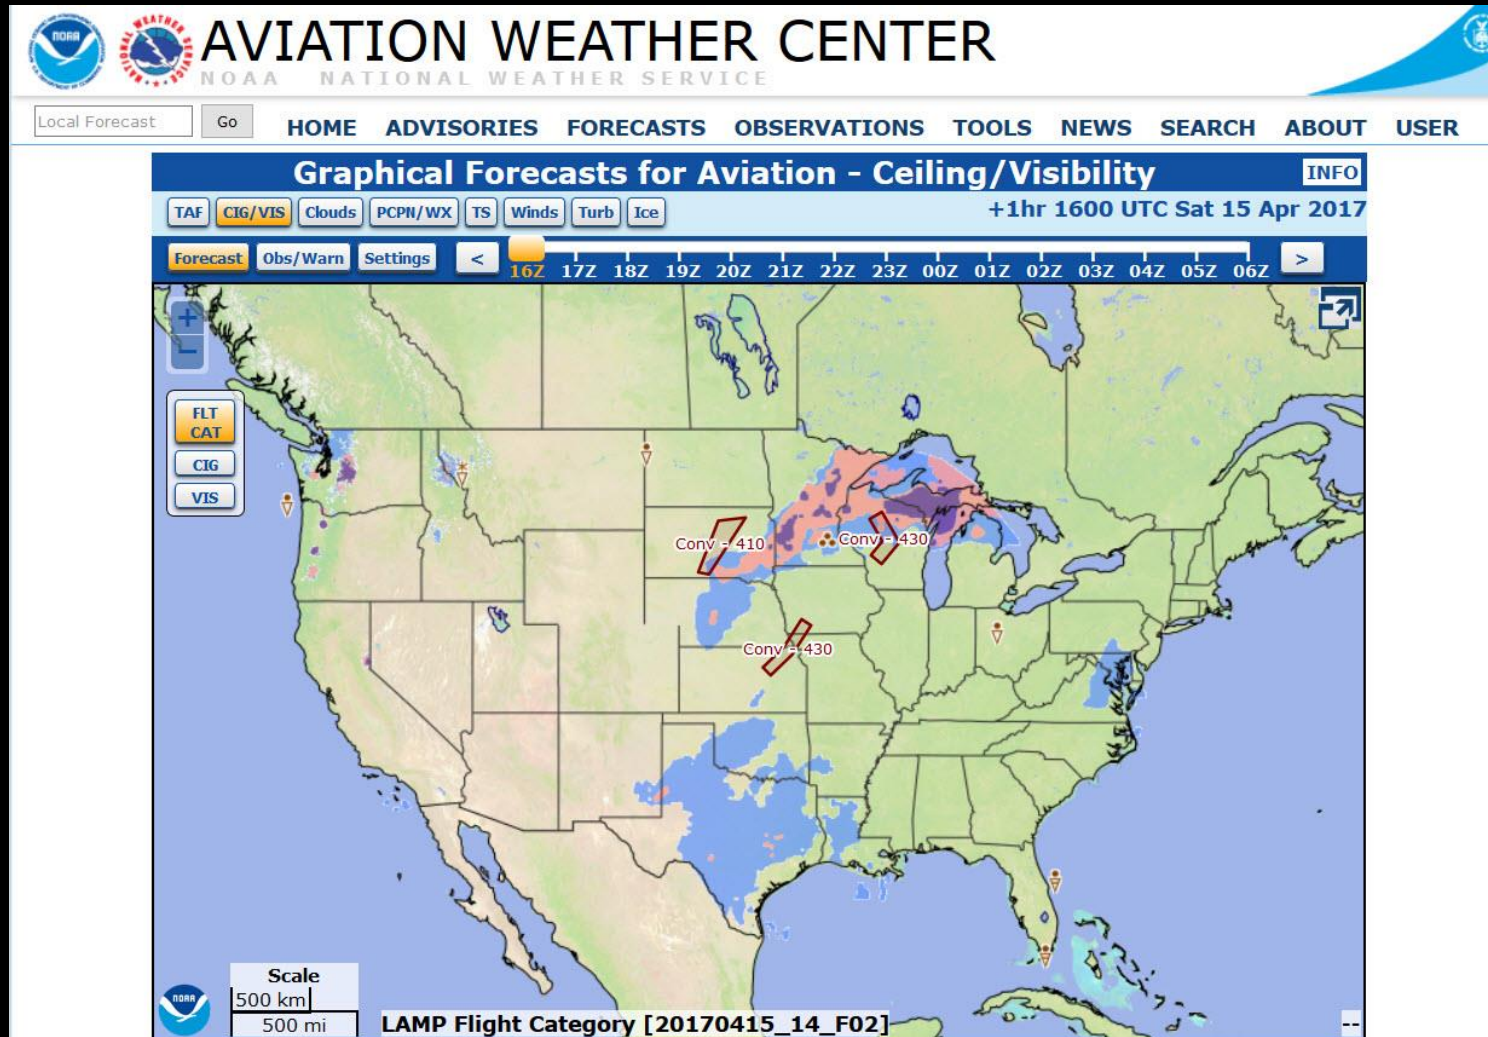 AVIATION WEATHER CENTER
NOAA NATIONAL WEATHER SERVICE
Local Forecast Go HOME ADVISORIES FORECASTS OBSERVATIONS TOOLS NEWS SEARCH ABOUT USER
Graphical Forecasts for Aviation - Ceiling/Visibility INFO
TAF CIG/VIS Clouds PCPN/WX TS Winds Turb Ice +1hr 1600 UTC Sat 15 Apr 2017
Forecast Obs/Warn Settings < 16Z 17Z 18Z 19Z 20Z 21Z 22Z 23Z 00Z 01Z 02Z 03Z 04Z 05Z 06Z >
+
−
FLT
CAT
CIG
VIS
Conv - 410
Conv - 430
Conv - 430
Scale
500 km
500 mi
NOAA
LAMP Flight Category [20170415_14_F02]
--